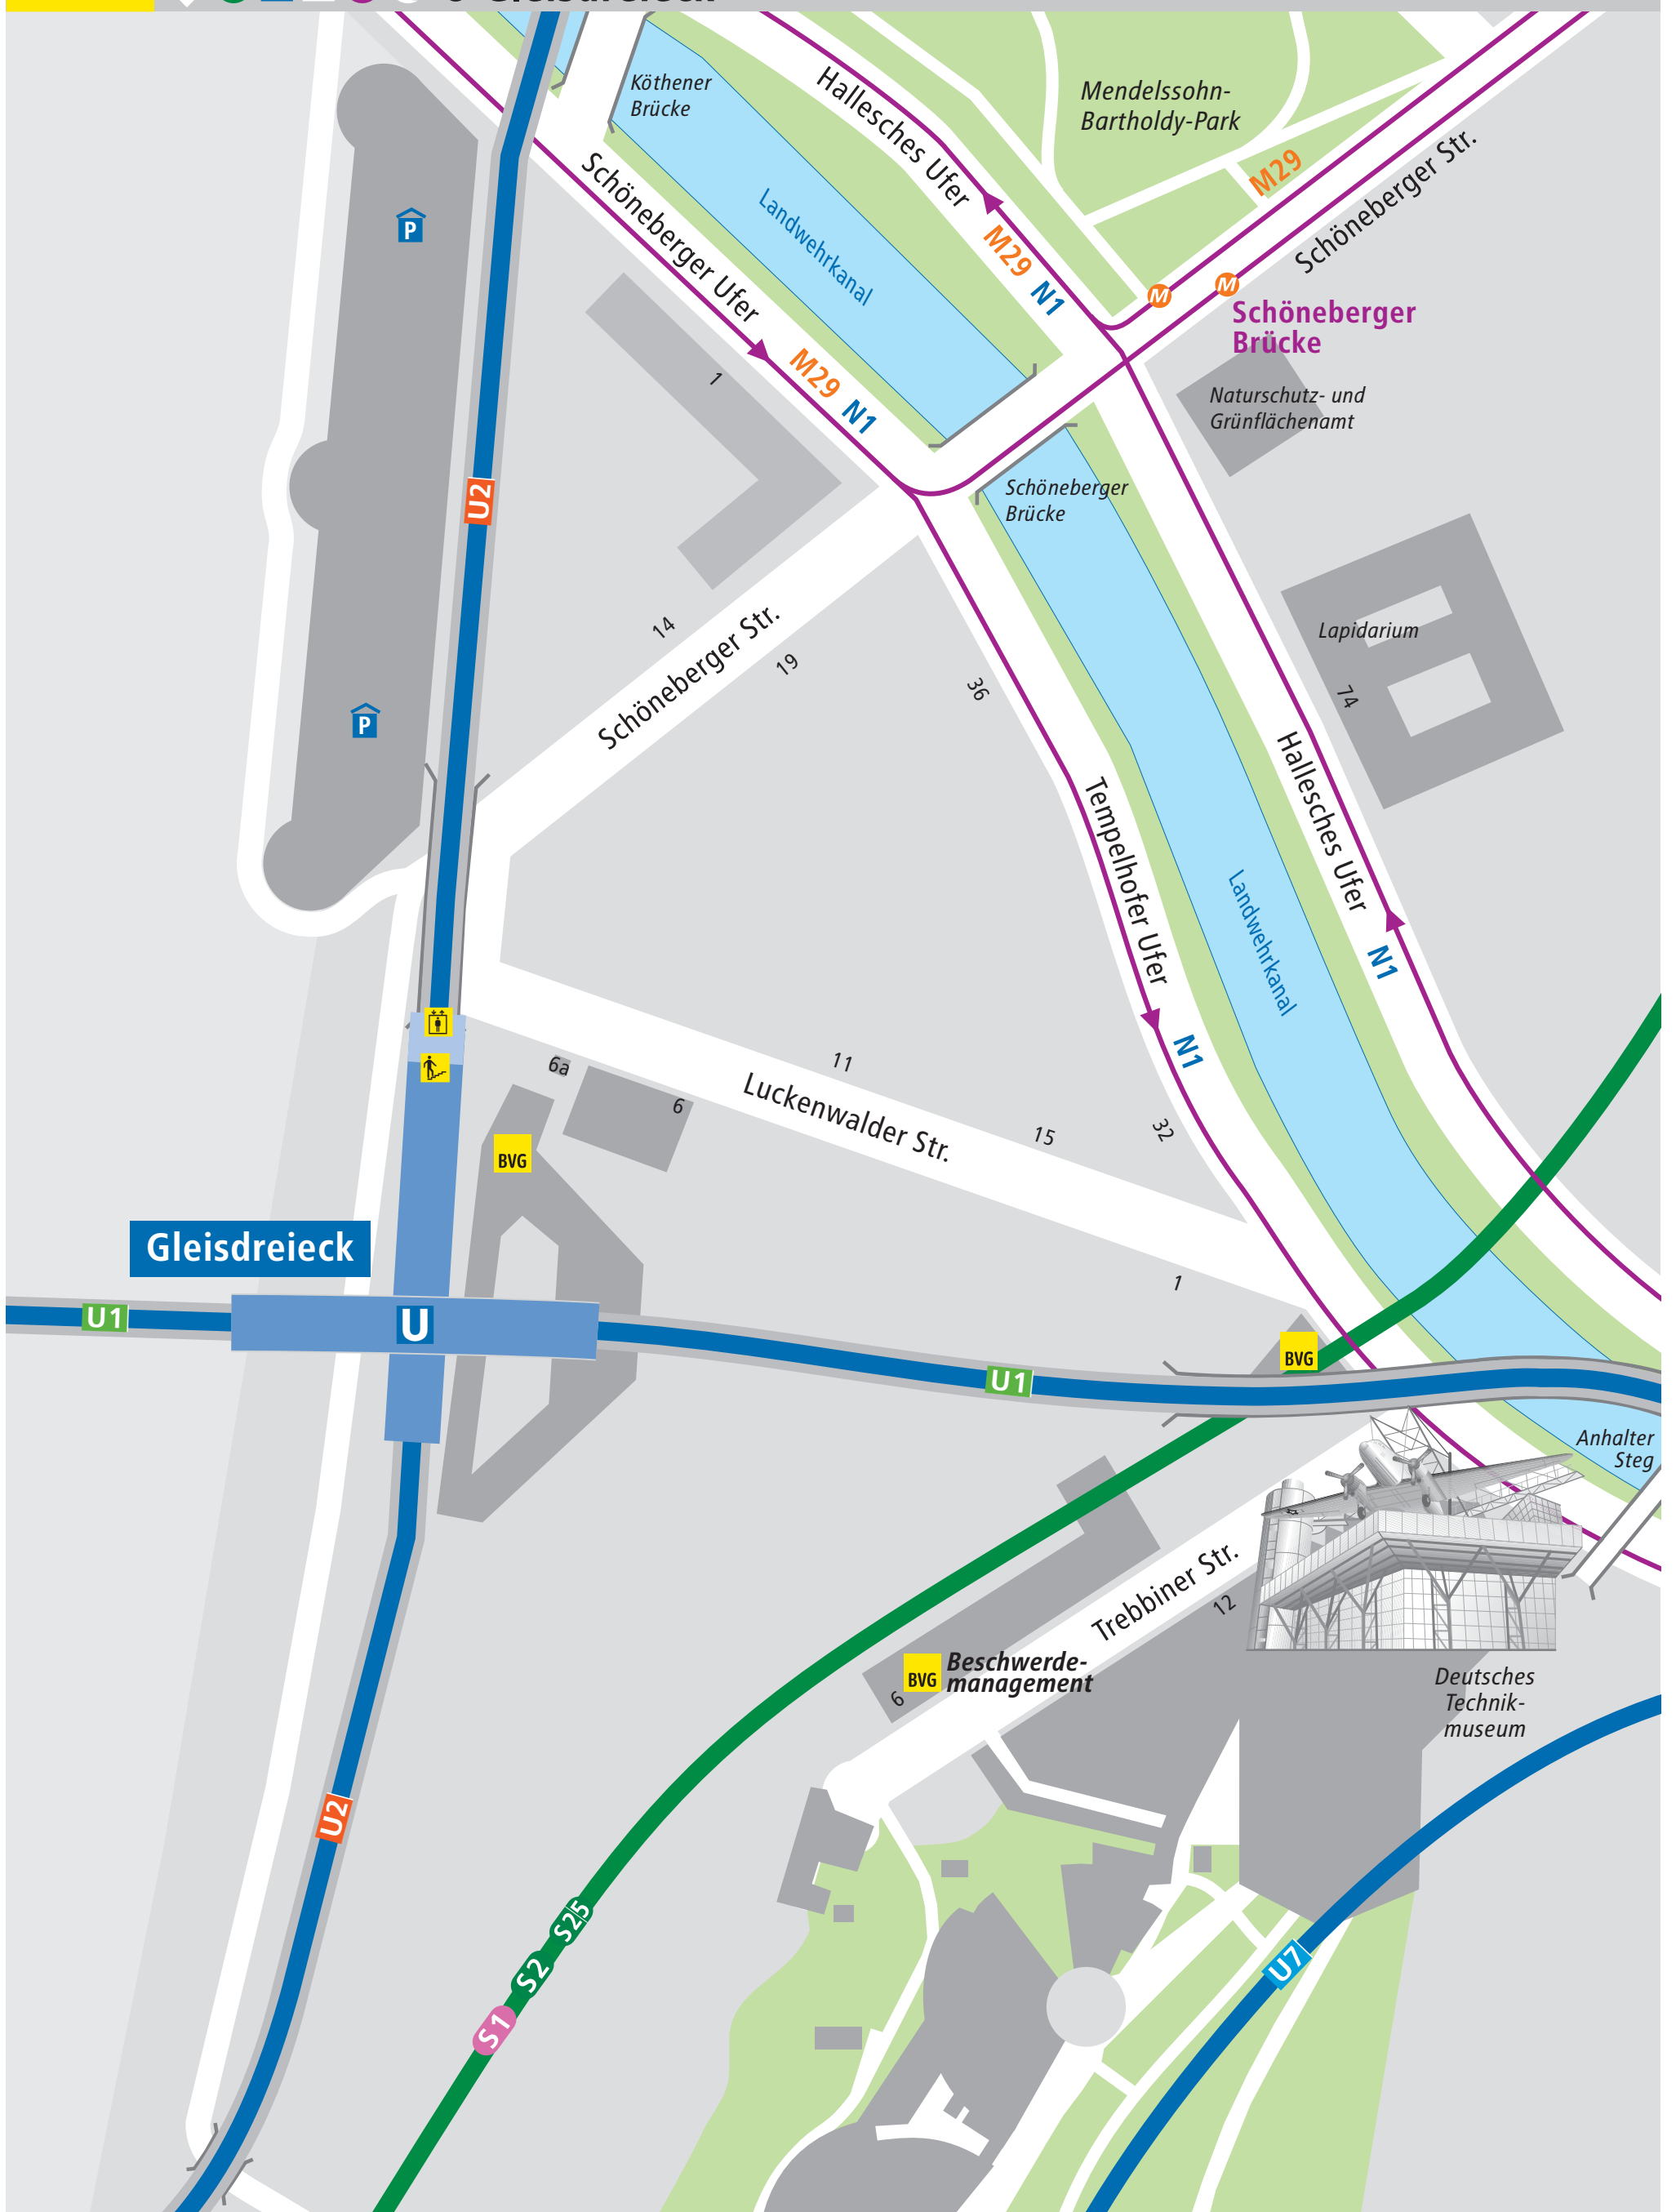 Gleisdreieck
Köthener
Brücke
Hallesches Ufer
Mendelssohn-
Bartholdy-Park
M29
Schöneberger Str.
Schöneberger Ufer
Landwehrkanal
P
M29 N1
M
M
Schöneberger
Brücke
Naturschutz- und
Grünflächenamt
M29 N1
1
U2
Schöneberger
Brücke
14
Schöneberger Str.
19
36
Lapidarium
74
P
Hallesches Ufer
Tempelhofer Ufer
Landwehrkanal
N1
N1
6a
6
11
Luckenwalder Str.
15
32
BVG
Gleisdreieck
U1
U
1
BVG
U1
Anhalter
Steg
Trebbiner Str.
12
BVG
Beschwerde-
management
6
Deutsches
Technik-
museum
U2
S25
S2
S1
U7